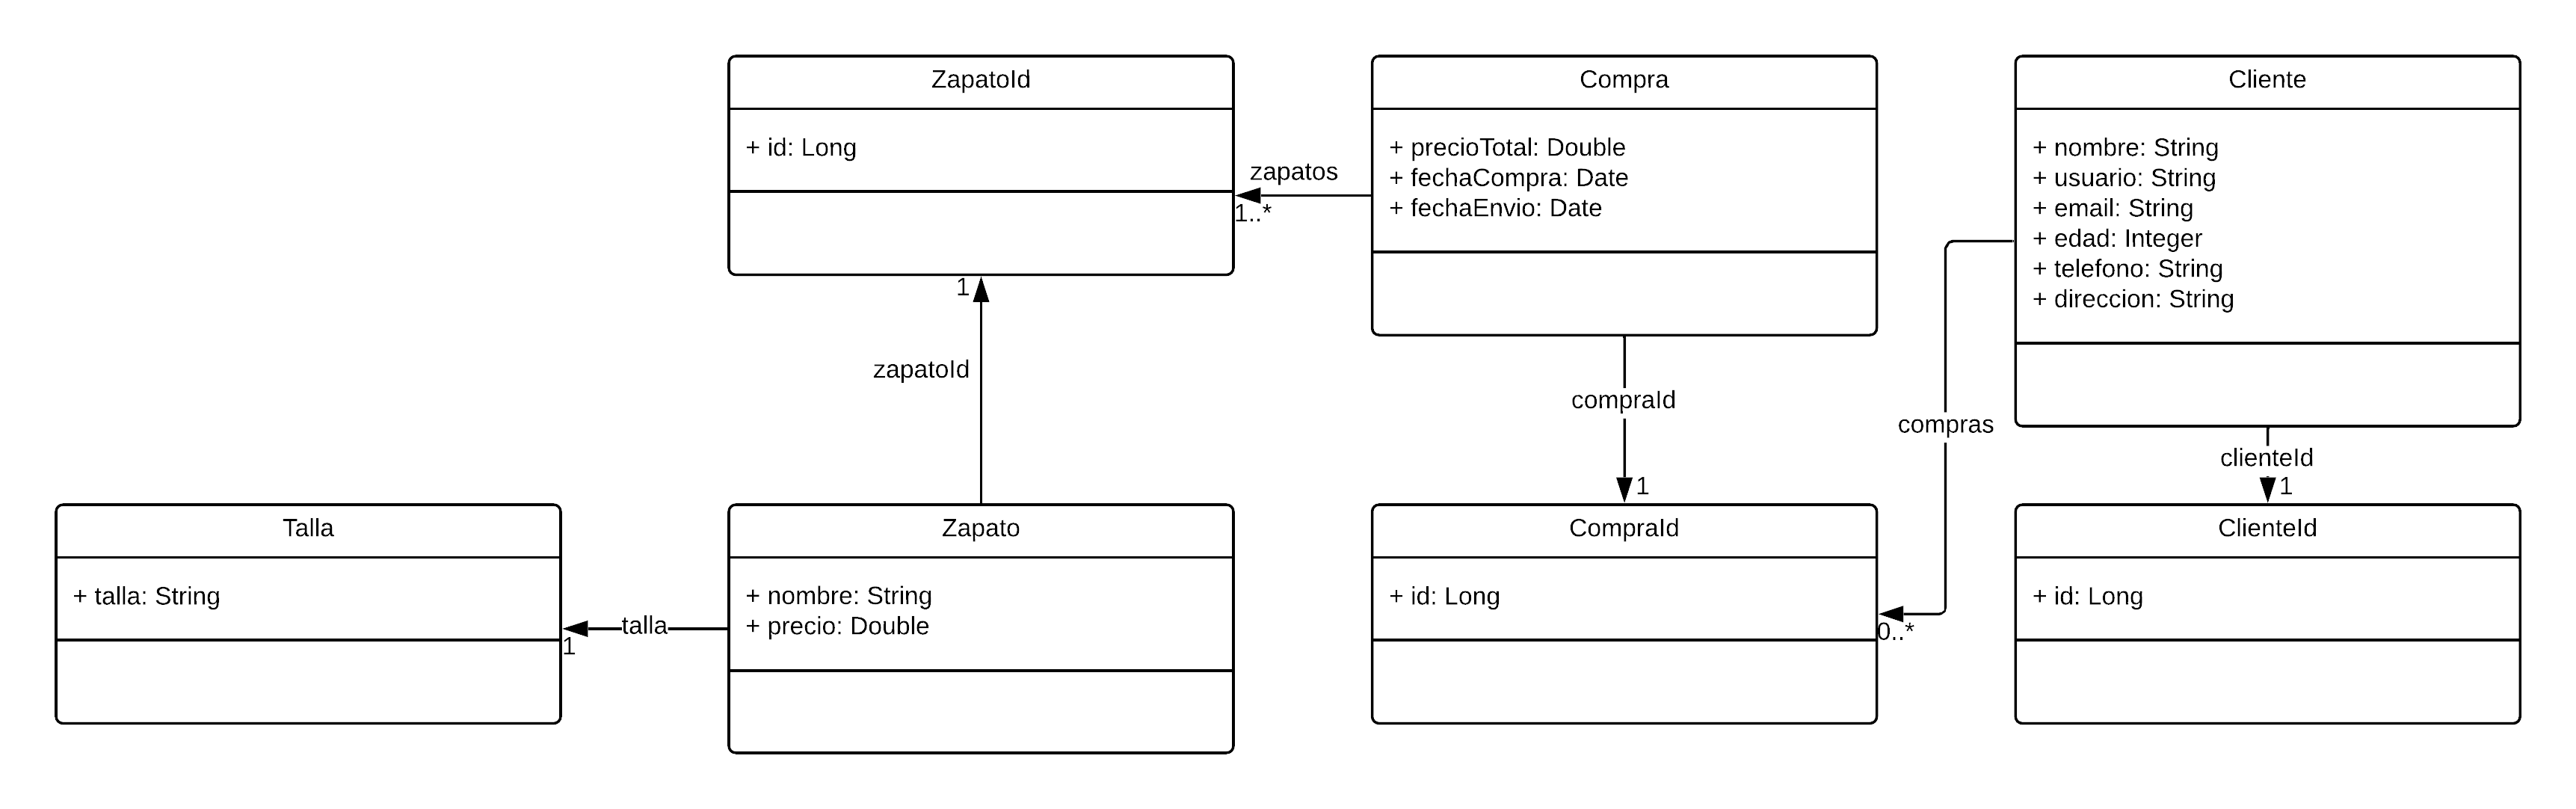 ZapatoId
+ id: Long
zapatos
1..*
Compra
+ precioTotal: Double
+ fechaCompra: Date
+ fechaEnvio: Date
Cliente
+ nombre: String
+ usuario: String
+ email: String
+ edad: Integer
+ telefono: String
+ direccion: String
1
zapatoId
compraId
1
compras
0..*
clienteId
1
Talla
+ talla: String
talla
1
Zapato
+ nombre: String
+ precio: Double
CompraId
+ id: Long
ClienteId
+ id: Long